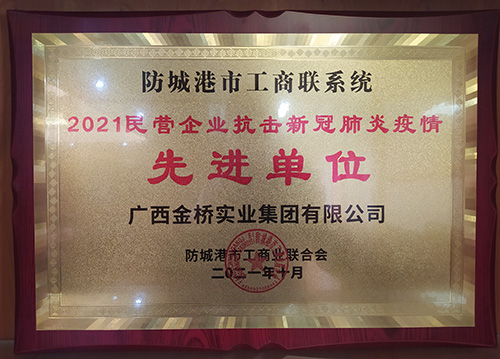 防城港市工商联系统
2021民营企业抗击新冠肺炎疫情
先进单位
广西金桥实业集团有限公司
防城港市工商业联合会
二〇二一年十月